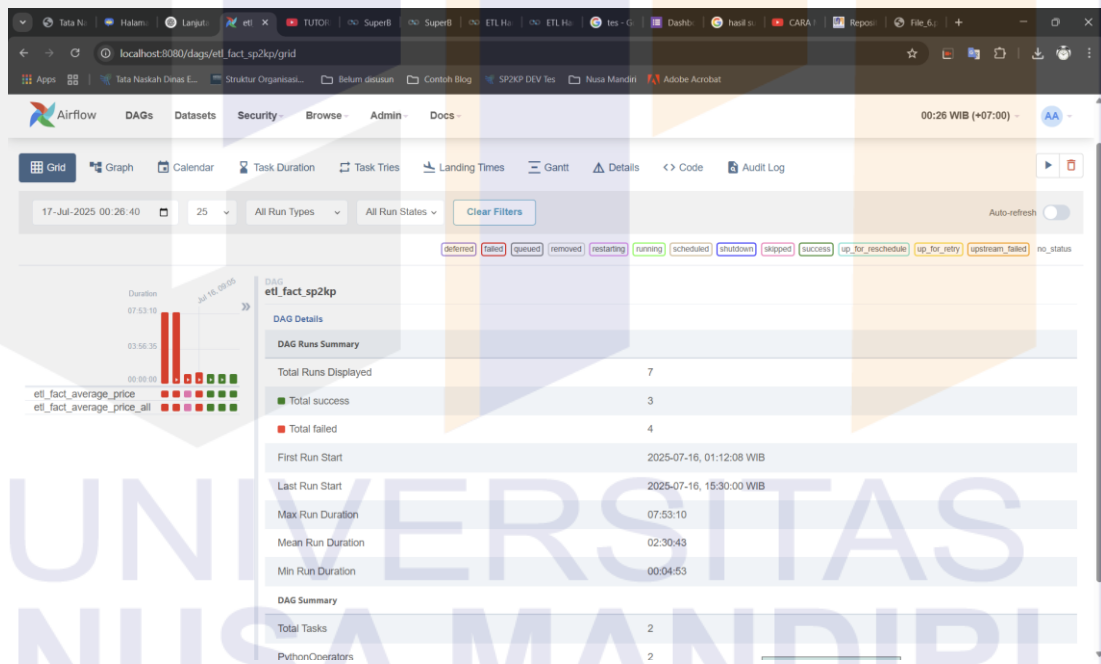 Tata Na
Halam
Lanjuta
etl
TUTOR
SuperB
SuperB
ETL Ha
ETL Ha
tes - G
Dashb
hasil su
CARA
Reposi
File_6.
localhost:8080/dags/etl_fact_sp2kp/grid
Apps
Tata Naskah Dinas E...
Struktur Organisasi...
Belum disusun
Contoh Blog
SP2KP DEV Tes
Nusa Mandiri
Adobe Acrobat
Airflow DAGs Datasets Security Browse Admin Docs 00:26 WIB (+07:00) AA
Grid Graph Calendar Task Duration Task Tries Landing Times Gantt Details <> Code Audit Log
17-Jul-2025 00:26:40 25 All Run Types All Run States Clear Filters Auto-refresh
deferred failed queued removed restarting running scheduled shutdown skipped success up_for_reschedule up_for_retry upstream_failed no_status
Duration
Jul 16, 09:05
07:53:10
03:56:35
00:00:00
etl_fact_average_price
etl_fact_average_price_all
DAG
etl_fact_sp2kp
DAG Details
DAG Runs Summary
Total Runs Displayed 7
Total success 3
Total failed 4
First Run Start 2025-07-16, 01:12:08 WIB
Last Run Start 2025-07-16, 15:30:00 WIB
Max Run Duration 07:53:10
Mean Run Duration 02:30:43
Min Run Duration 00:04:53
DAG Summary
Total Tasks 2
PythonOperators 2
UNIVERSITAS
NUSA MANDIRI